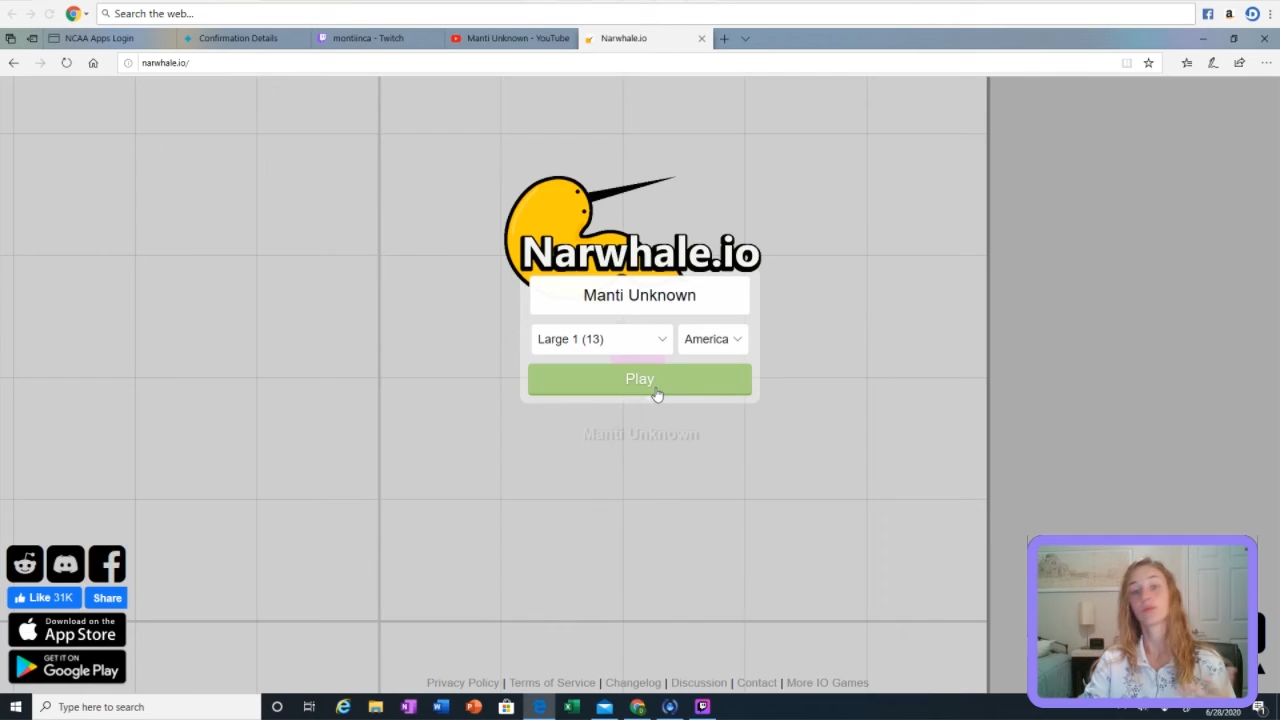 Search the web...
NCAA Apps Login
Confirmation Details
montiinca - Twitch
Manti Unknown - YouTube
Narwhale.io
narwhale.io/
Narwhale.io
Manti Unknown
Large 1 (13)
America
Play
Manti Unknown
Like 31K
Share
Download on the
App Store
GET IT ON
Google Play
Privacy Policy | Terms of Service | Changelog | Discussion | Contact | More IO Games
Type here to search
6/28/2020